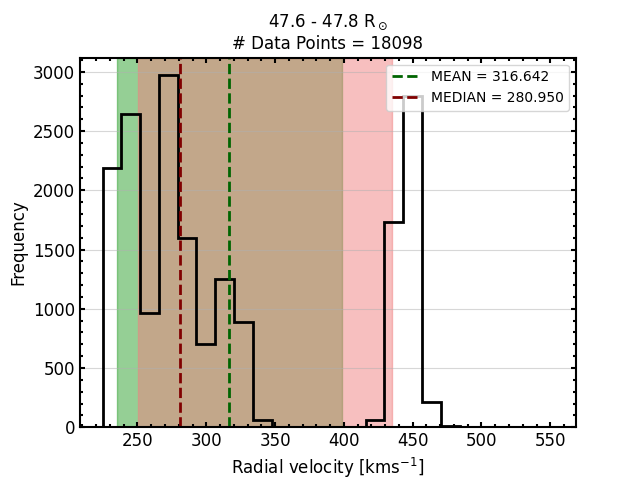 47.6 - 47.8 R⊙
# Data Points = 18098
3000
2500
2000
1500
1000
500
0
Frequency
MEAN = 316.642
MEDIAN = 280.950
250 300 350 400 450 500 550
Radial velocity [kms⁻¹]